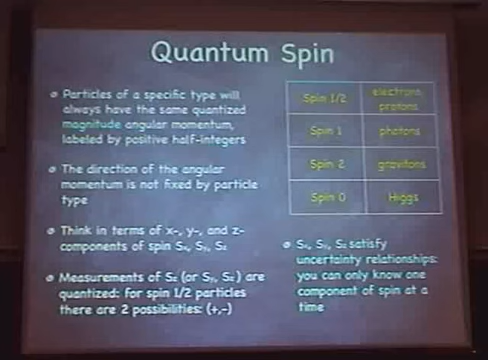 Quantum Spin
Particles of a specific type will
always have the same quantized
magnitude angular momentum,
labeled by positive half-integers
The direction of the angular
momentum is not fixed by particle
type
Think in terms of x-, y-, and z-
components of spin Sx, Sy, Sz
Measurements of Sz (or Sy, Sx) are
quantized: for spin 1/2 particles
there are 2 possibilities: (+,-)
Spin 1/2 electrons
protons
Spin 1 photons
Spin 2 gravitons
Spin 0 Higgs
Sx, Sy, Sz satisfy
uncertainty relationships:
you can only know one
component of spin at a
time